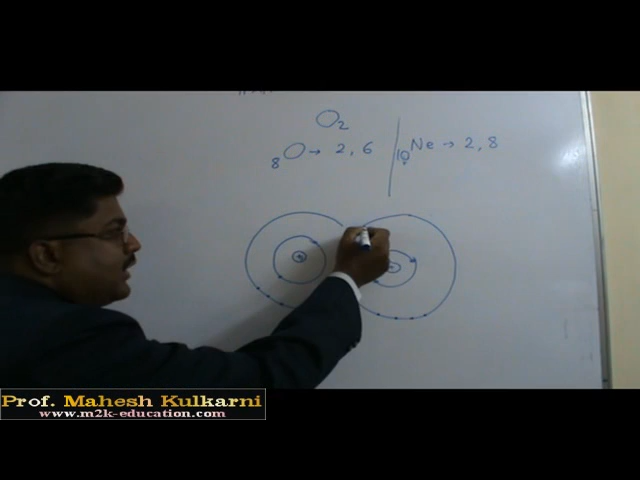 O2
8O → 2, 6 10Ne → 2, 8
Prof. Mahesh Kulkarni
www.m2k-education.com